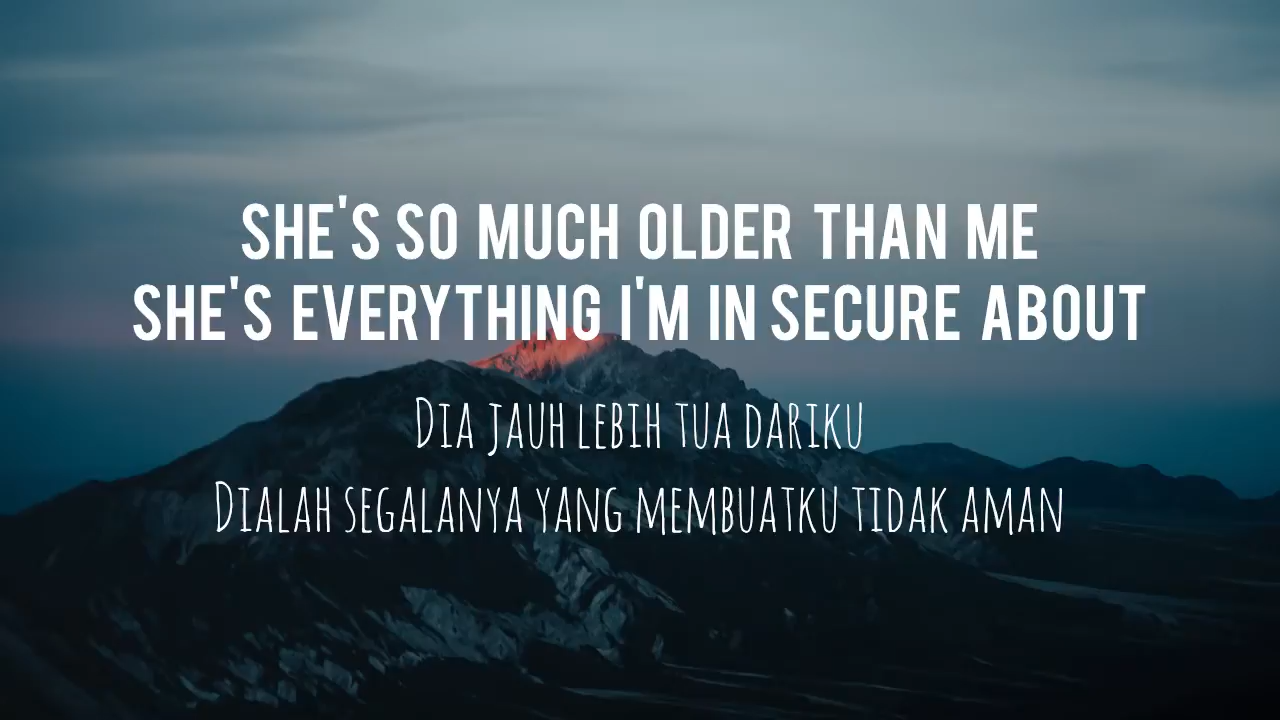 SHE'S SO MUCH OLDER THAN ME
SHE'S EVERYTHING I'M IN SECURE ABOUT
DIA JAUH LEBIH TUA DARIKU
DIALAH SEGALANYA YANG MEMBUATKU TIDAK AMAN